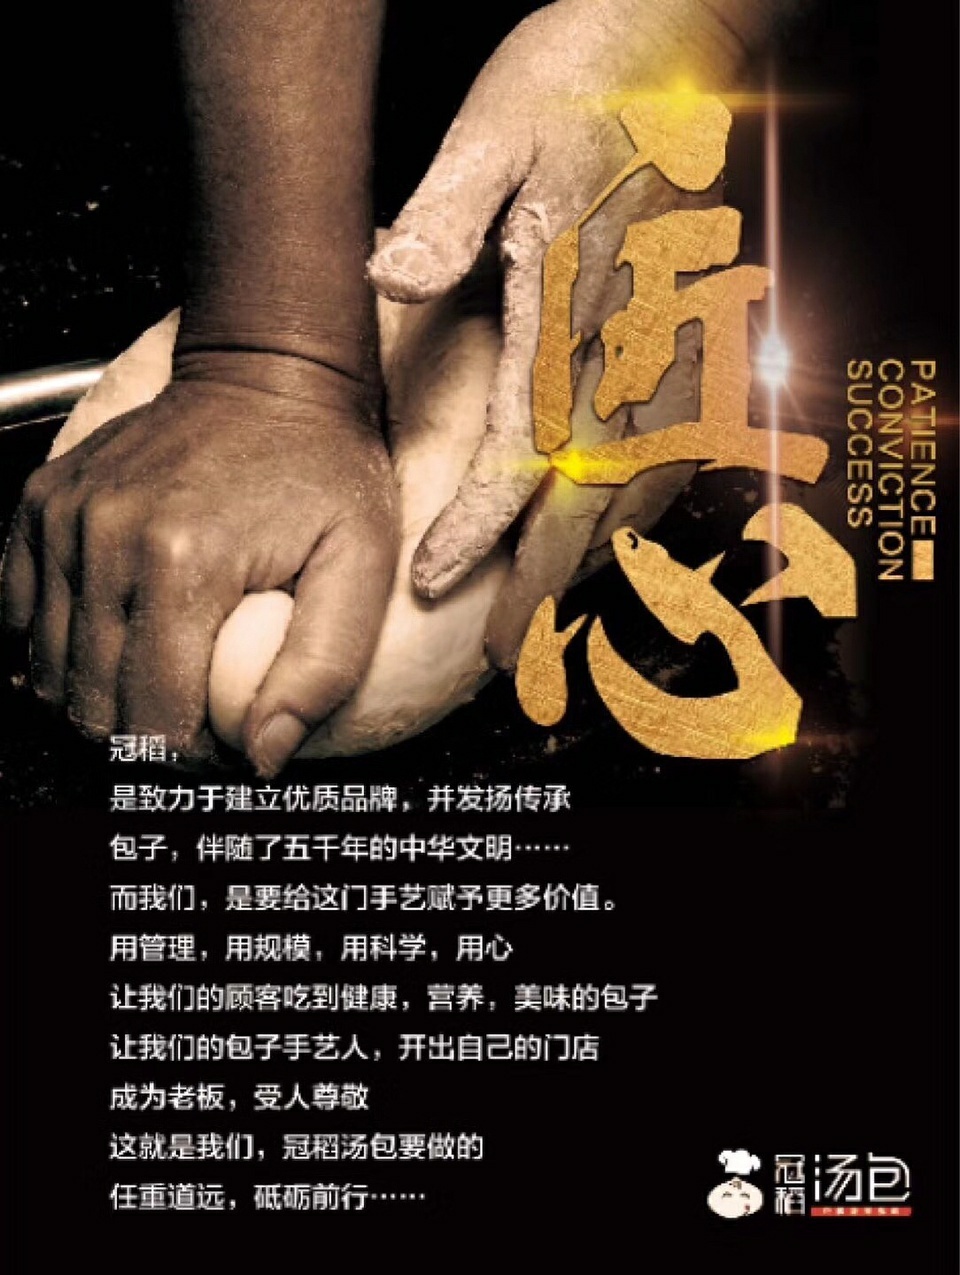 匠心
PATIENCE
CONVICTION
SUCCESS
冠稻，
是致力于建立优质品牌，并发扬传承
包子，伴随了五千年的中华文明……
而我们，是要给这门手艺赋予更多价值。
用管理，用规模，用科学，用心
让我们的顾客吃到健康，营养，美味的包子
让我们的包子手艺人，开出自己的门店
成为老板，受人尊敬
这就是我们，冠稻汤包要做的
任重道远，砥砺前行……
冠稻汤包